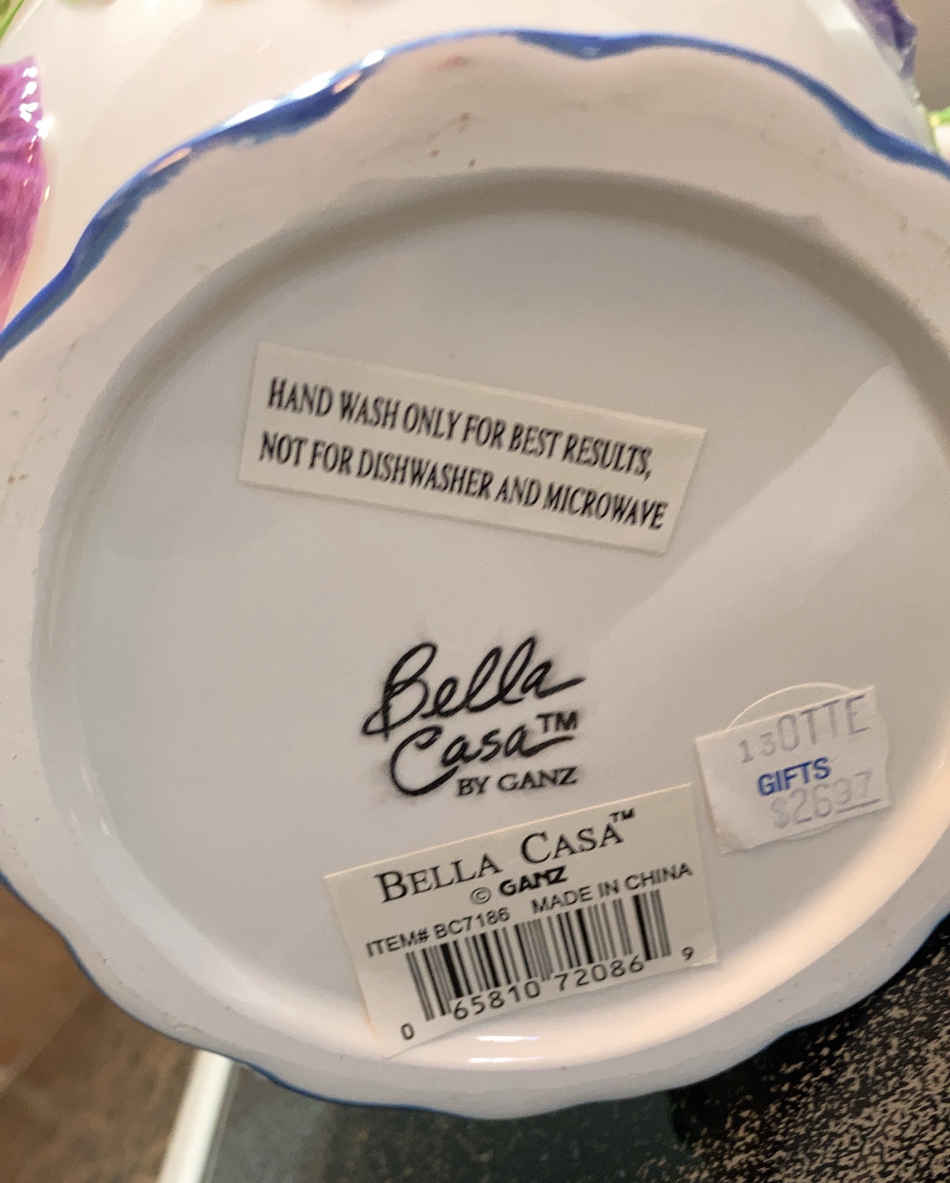 HAND WASH ONLY FOR BEST RESULTS,
NOT FOR DISHWASHER AND MICROWAVE
Bella
Casa™
BY GANZ
13OTTE
GIFTS
$26.97
BELLA CASA™
© GANZ
ITEM# BC7186 MADE IN CHINA
0 65810 72086 9